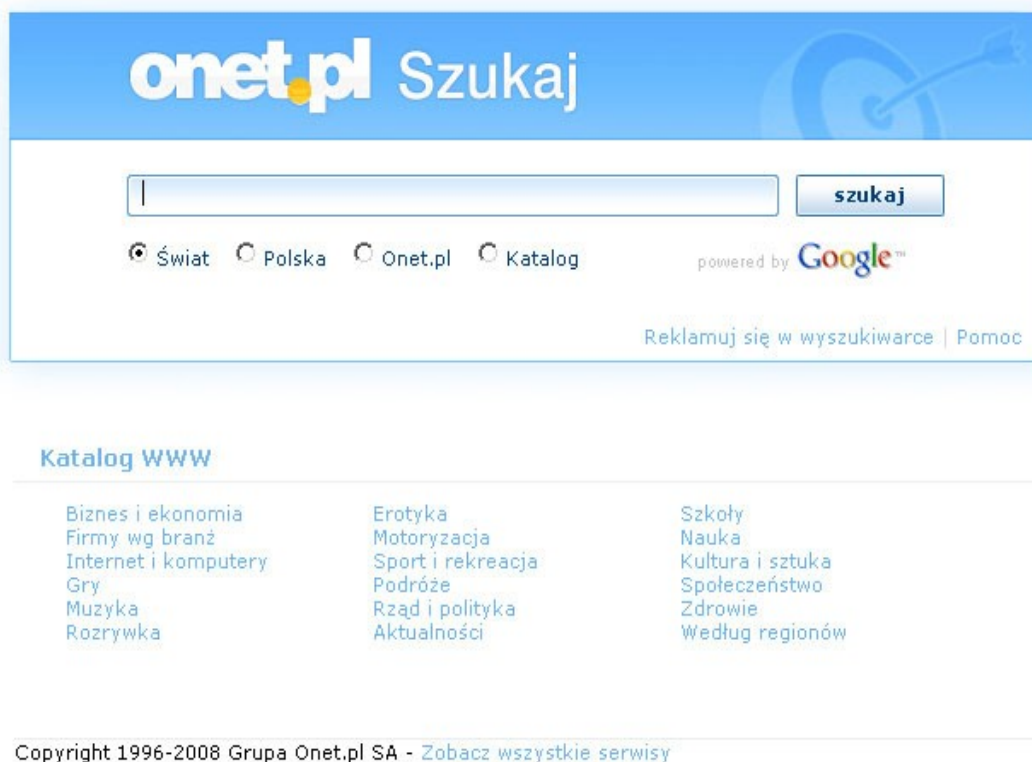 onet.pl Szukaj
szukaj
Świat Polska Onet.pl Katalog powered by Google™
Reklamuj się w wyszukiwarce | Pomoc
Katalog WWW
Biznes i ekonomia Erotyka Szkoły
Firmy wg branż Motoryzacja Nauka
Internet i komputery Sport i rekreacja Kultura i sztuka
Gry Podróże Społeczeństwo
Muzyka Rząd i polityka Zdrowie
Rozrywka Aktualności Według regionów
Copyright 1996-2008 Grupa Onet.pl SA - Zobacz wszystkie serwisy